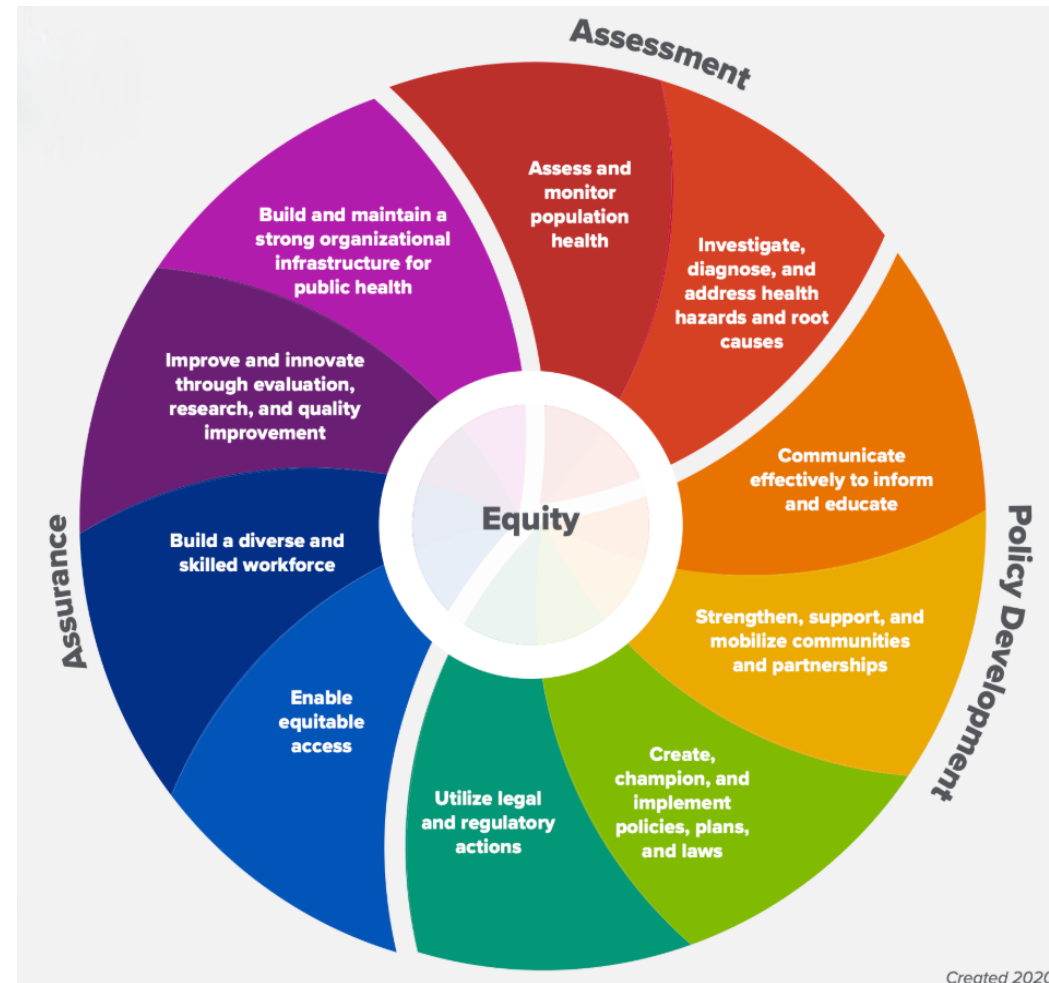 Assessment
Assess and
monitor
population
health
Investigate,
diagnose, and
address health
hazards and root
causes
Policy Development
Communicate
effectively to inform
and educate
Strengthen, support, and
mobilize communities
and partnerships
Create,
champion, and
implement
policies, plans,
and laws
Utilize legal
and regulatory
actions
Assurance
Enable
equitable
access
Build a diverse and
skilled workforce
Improve and innovate
through evaluation,
research, and quality
improvement
Build and maintain a
strong organizational
infrastructure for
public health
Equity
Created 2020